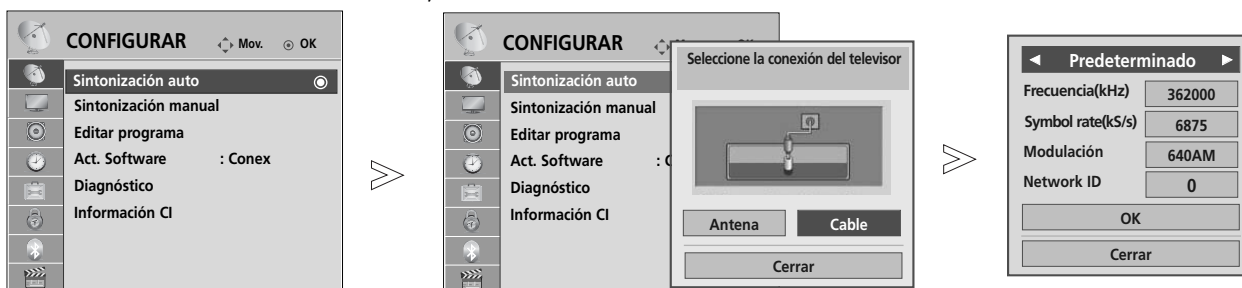 CONFIGURAR Mov. OK
Sintonización auto
Sintonización manual
Editar programa
Act. Software : Conex
Diagnóstico
Información CI
CONFIGURAR
Sintonización auto
Sintonización manual
Editar programa
Act. Software : C
Diagnóstico
Información CI
Seleccione la conexión del televisor
Antena Cable
Cerrar
Predeterminado
Frecuencia(kHz) 362000
Symbol rate(kS/s) 6875
Modulación 640AM
Network ID 0
OK
Cerrar